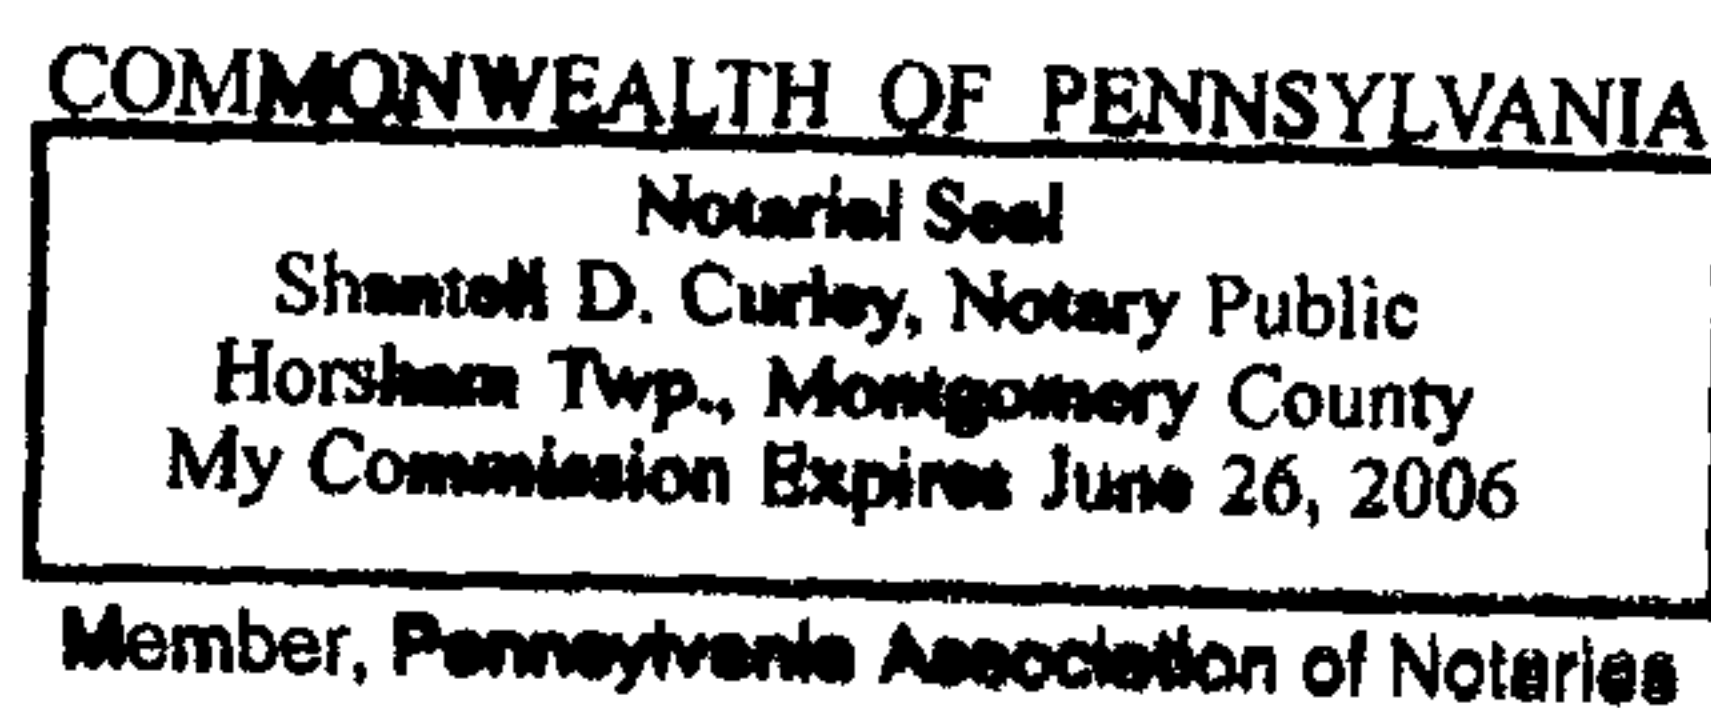 COMMONWEALTH OF PENNSYLVANIA
Notarial Seal
Shantell D. Curley, Notary Public
Horsham Twp., Montgomery County
My Commission Expires June 26, 2006
Member, Pennsylvania Association of Notaries